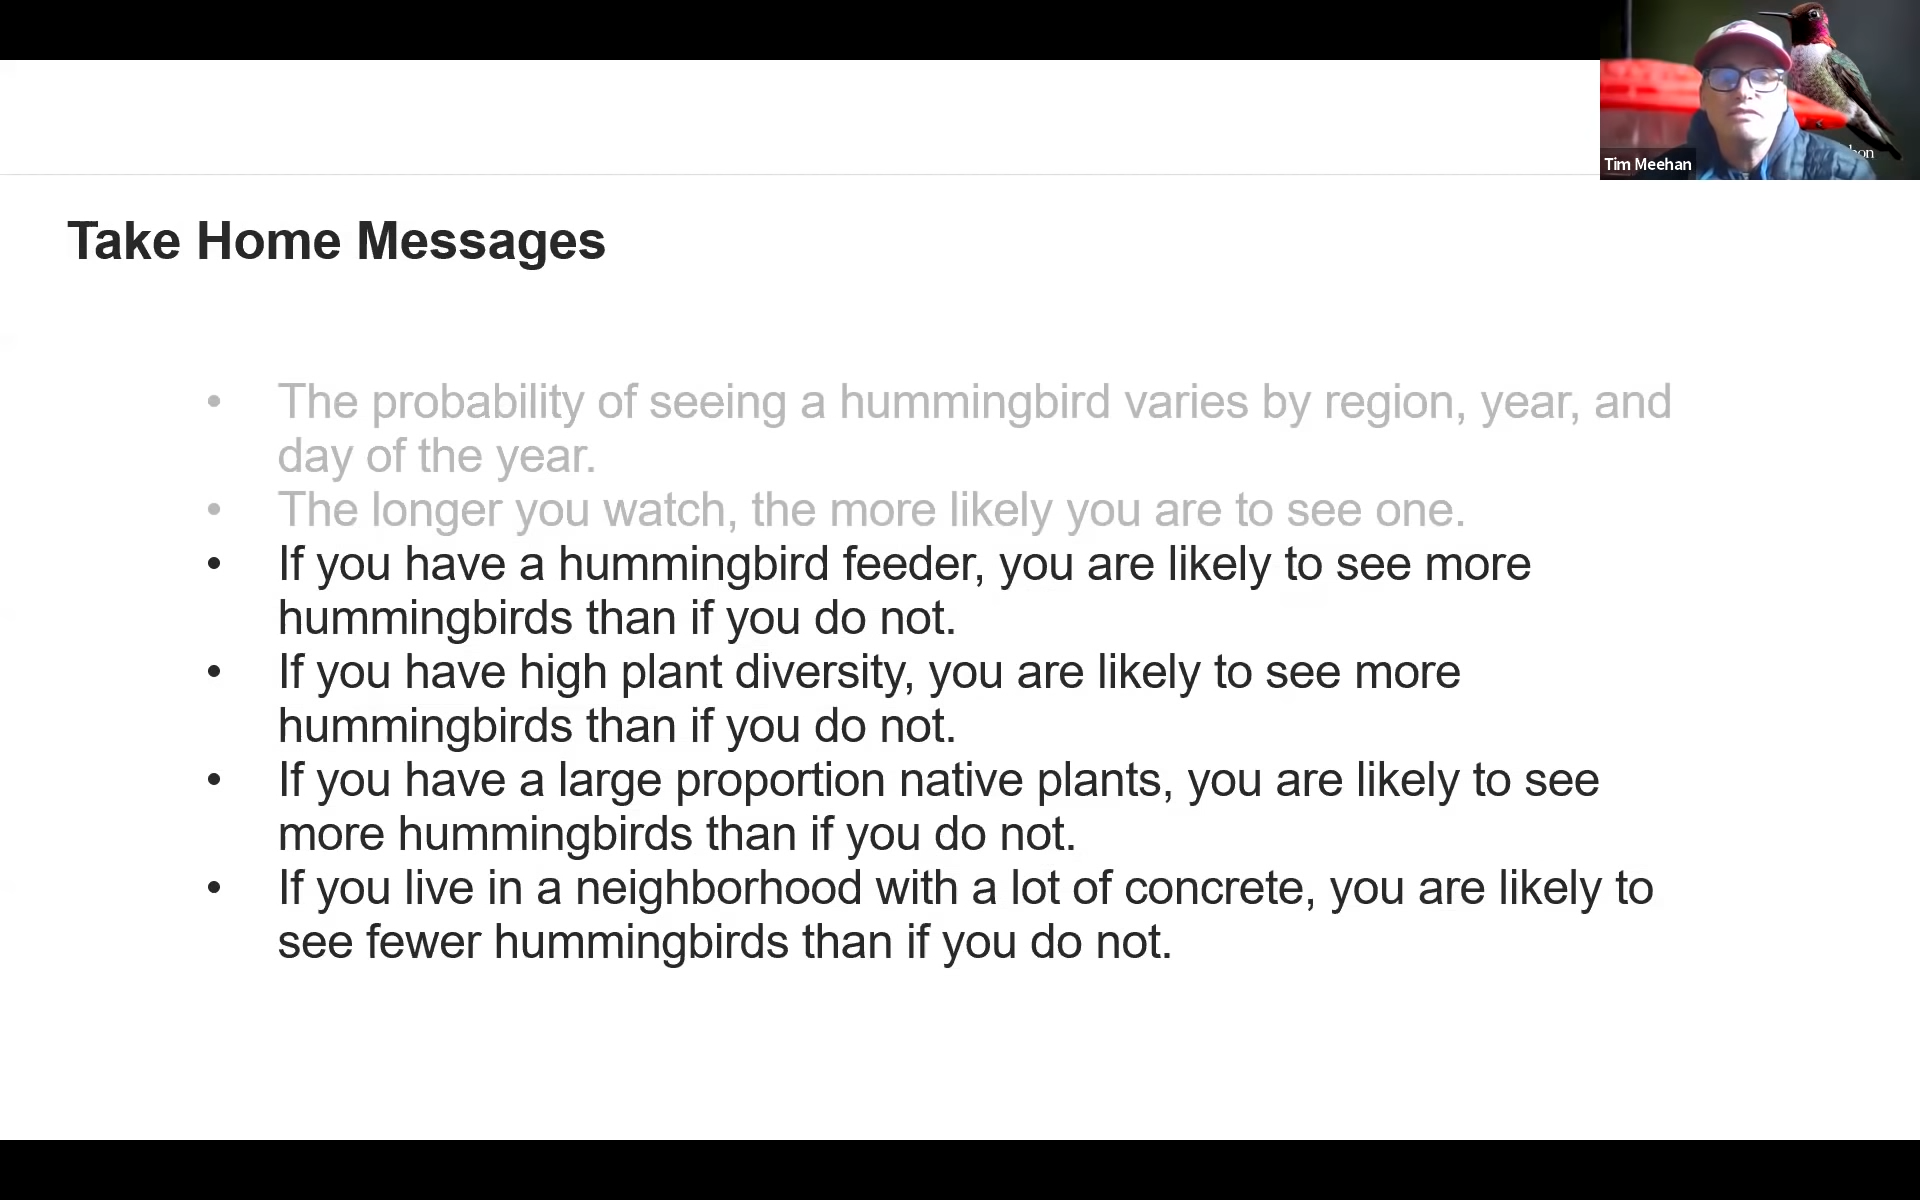 Tim Meehan
Take Home Messages
• The probability of seeing a hummingbird varies by region, year, and
day of the year.
• The longer you watch, the more likely you are to see one.
• If you have a hummingbird feeder, you are likely to see more
hummingbirds than if you do not.
• If you have high plant diversity, you are likely to see more
hummingbirds than if you do not.
• If you have a large proportion native plants, you are likely to see
more hummingbirds than if you do not.
• If you live in a neighborhood with a lot of concrete, you are likely to
see fewer hummingbirds than if you do not.